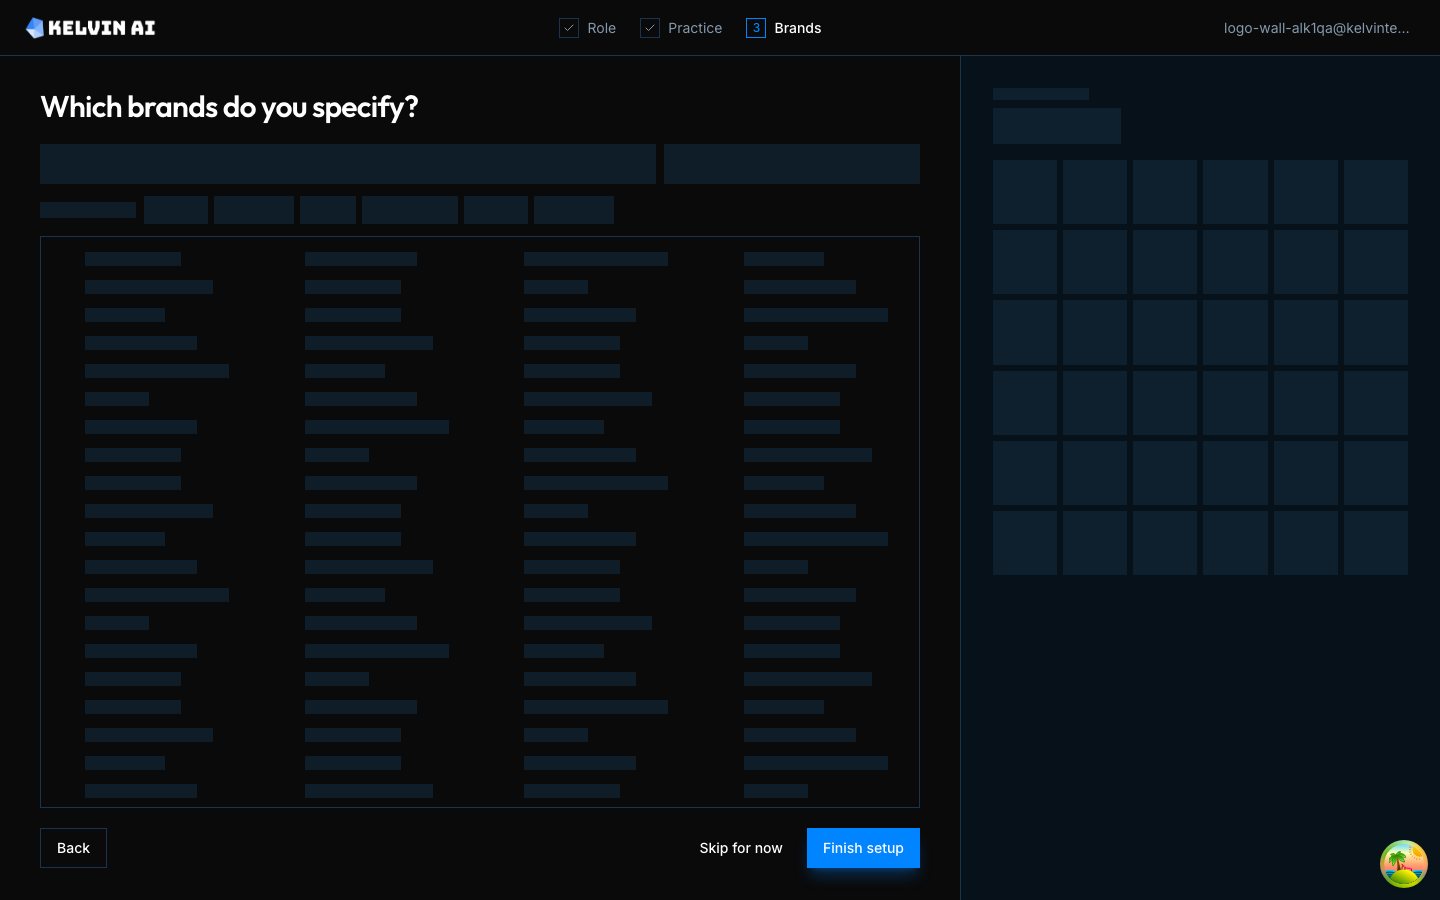 KELVIN AI
Role
Practice
3
Brands
logo-wall-alk1qa@kelvinte...
Which brands do you specify?
Back
Skip for now
Finish setup